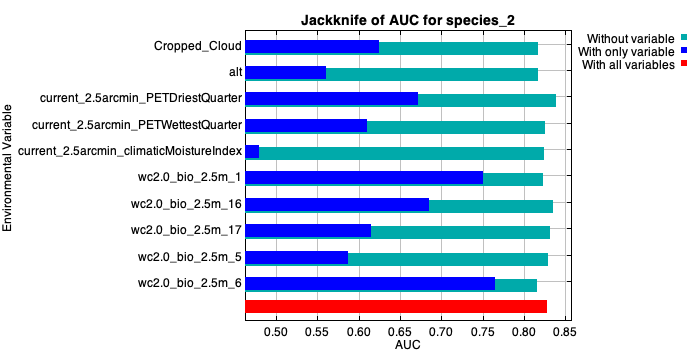 Jackknife of AUC for species_2
Without variable
With only variable
With all variables
Environmental Variable
Cropped_Cloud
alt
current_2.5arcmin_PETDriestQuarter
current_2.5arcmin_PETWettestQuarter
current_2.5arcmin_climaticMoistureIndex
wc2.0_bio_2.5m_1
wc2.0_bio_2.5m_16
wc2.0_bio_2.5m_17
wc2.0_bio_2.5m_5
wc2.0_bio_2.5m_6
0.50 0.55 0.60 0.65 0.70 0.75 0.80 0.85
AUC